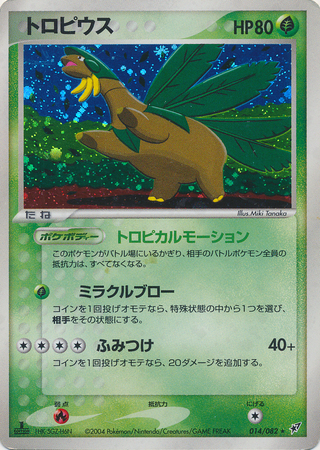 トロピウス HP80
たね
Illus. Miki Tanaka
ポケボディー トロピカルモーション
このポケモンがバトル場にいるかぎり、相手のバトルポケモン全員の
抵抗力は、すべてなくなる。
ミラクルブロー
コインを1回投げオモテなら、特殊状態の中から1つを選び、
相手をその状態にする。
ふみつけ 40+
コインを1回投げオモテなら、20ダメージを追加する。
弱点 抵抗力 にげる
©2004 Pokémon/Nintendo/Creatures/GAME FREAK. 014/082 ★